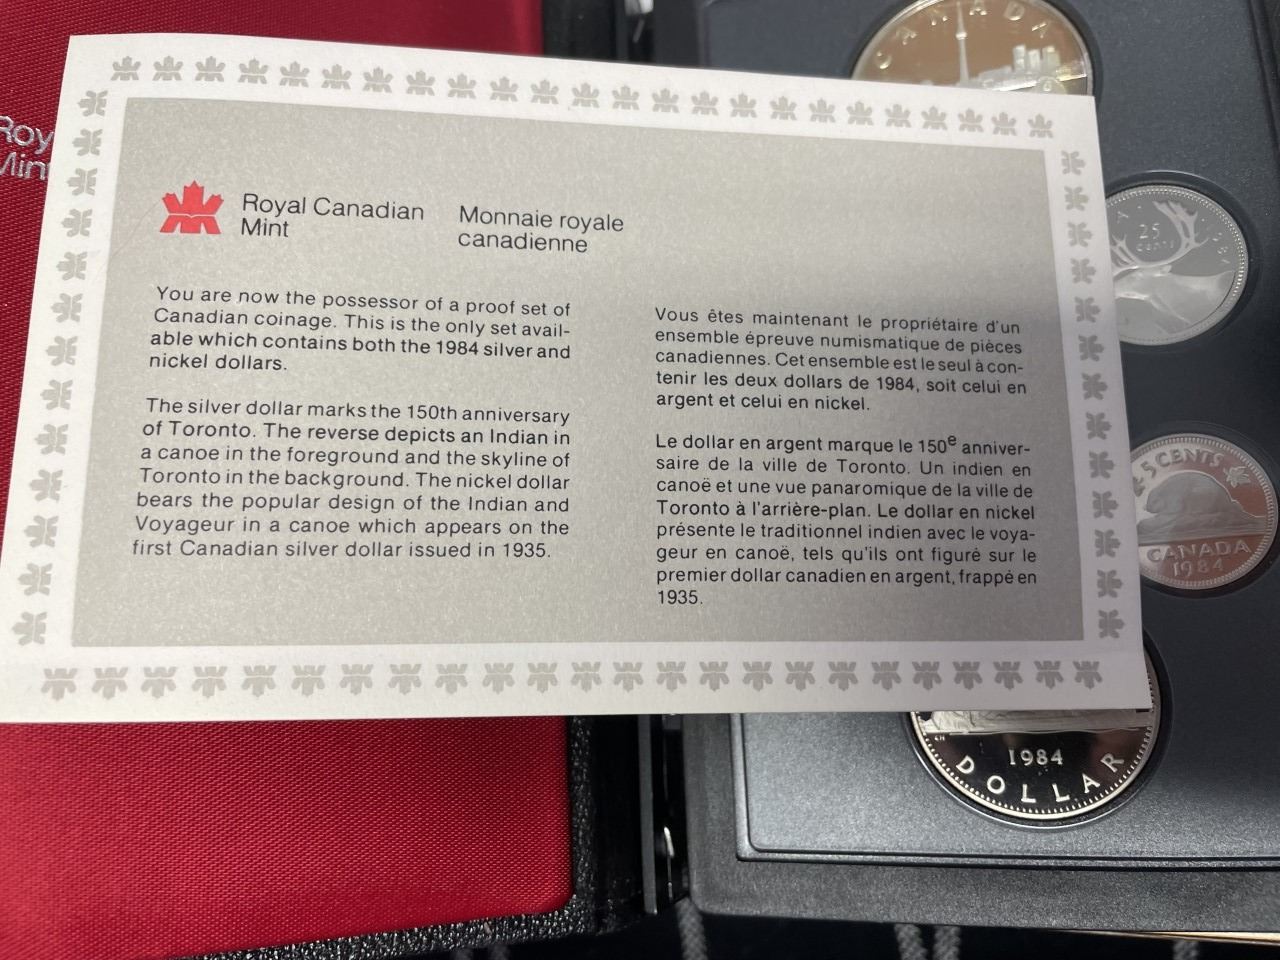 Royal Canadian
Mint
Monnaie royale
canadienne
You are now the possessor of a proof set of
Canadian coinage. This is the only set avail-
able which contains both the 1984 silver and
nickel dollars.
The silver dollar marks the 150th anniversary
of Toronto. The reverse depicts an Indian in
a canoe in the foreground and the skyline of
Toronto in the background. The nickel dollar
bears the popular design of the Indian and
Voyageur in a canoe which appears on the
first Canadian silver dollar issued in 1935.
Vous êtes maintenant le propriétaire d'un
ensemble épreuve numismatique de pièces
canadiennes. Cet ensemble est le seul à con-
tenir les deux dollars de 1984, soit celui en
argent et celui en nickel.
Le dollar en argent marque le 150e anniver-
saire de la ville de Toronto. Un indien en
canoë et une vue panaromique de la ville de
Toronto à l'arrière-plan. Le dollar en nickel
présente le traditionnel indien avec le voya-
geur en canoë, tels qu'ils ont figuré sur le
premier dollar canadien en argent, frappé en
1935.
CANADA
25
cents
5 CENTS
CANADA
1984
1984
DOLLAR